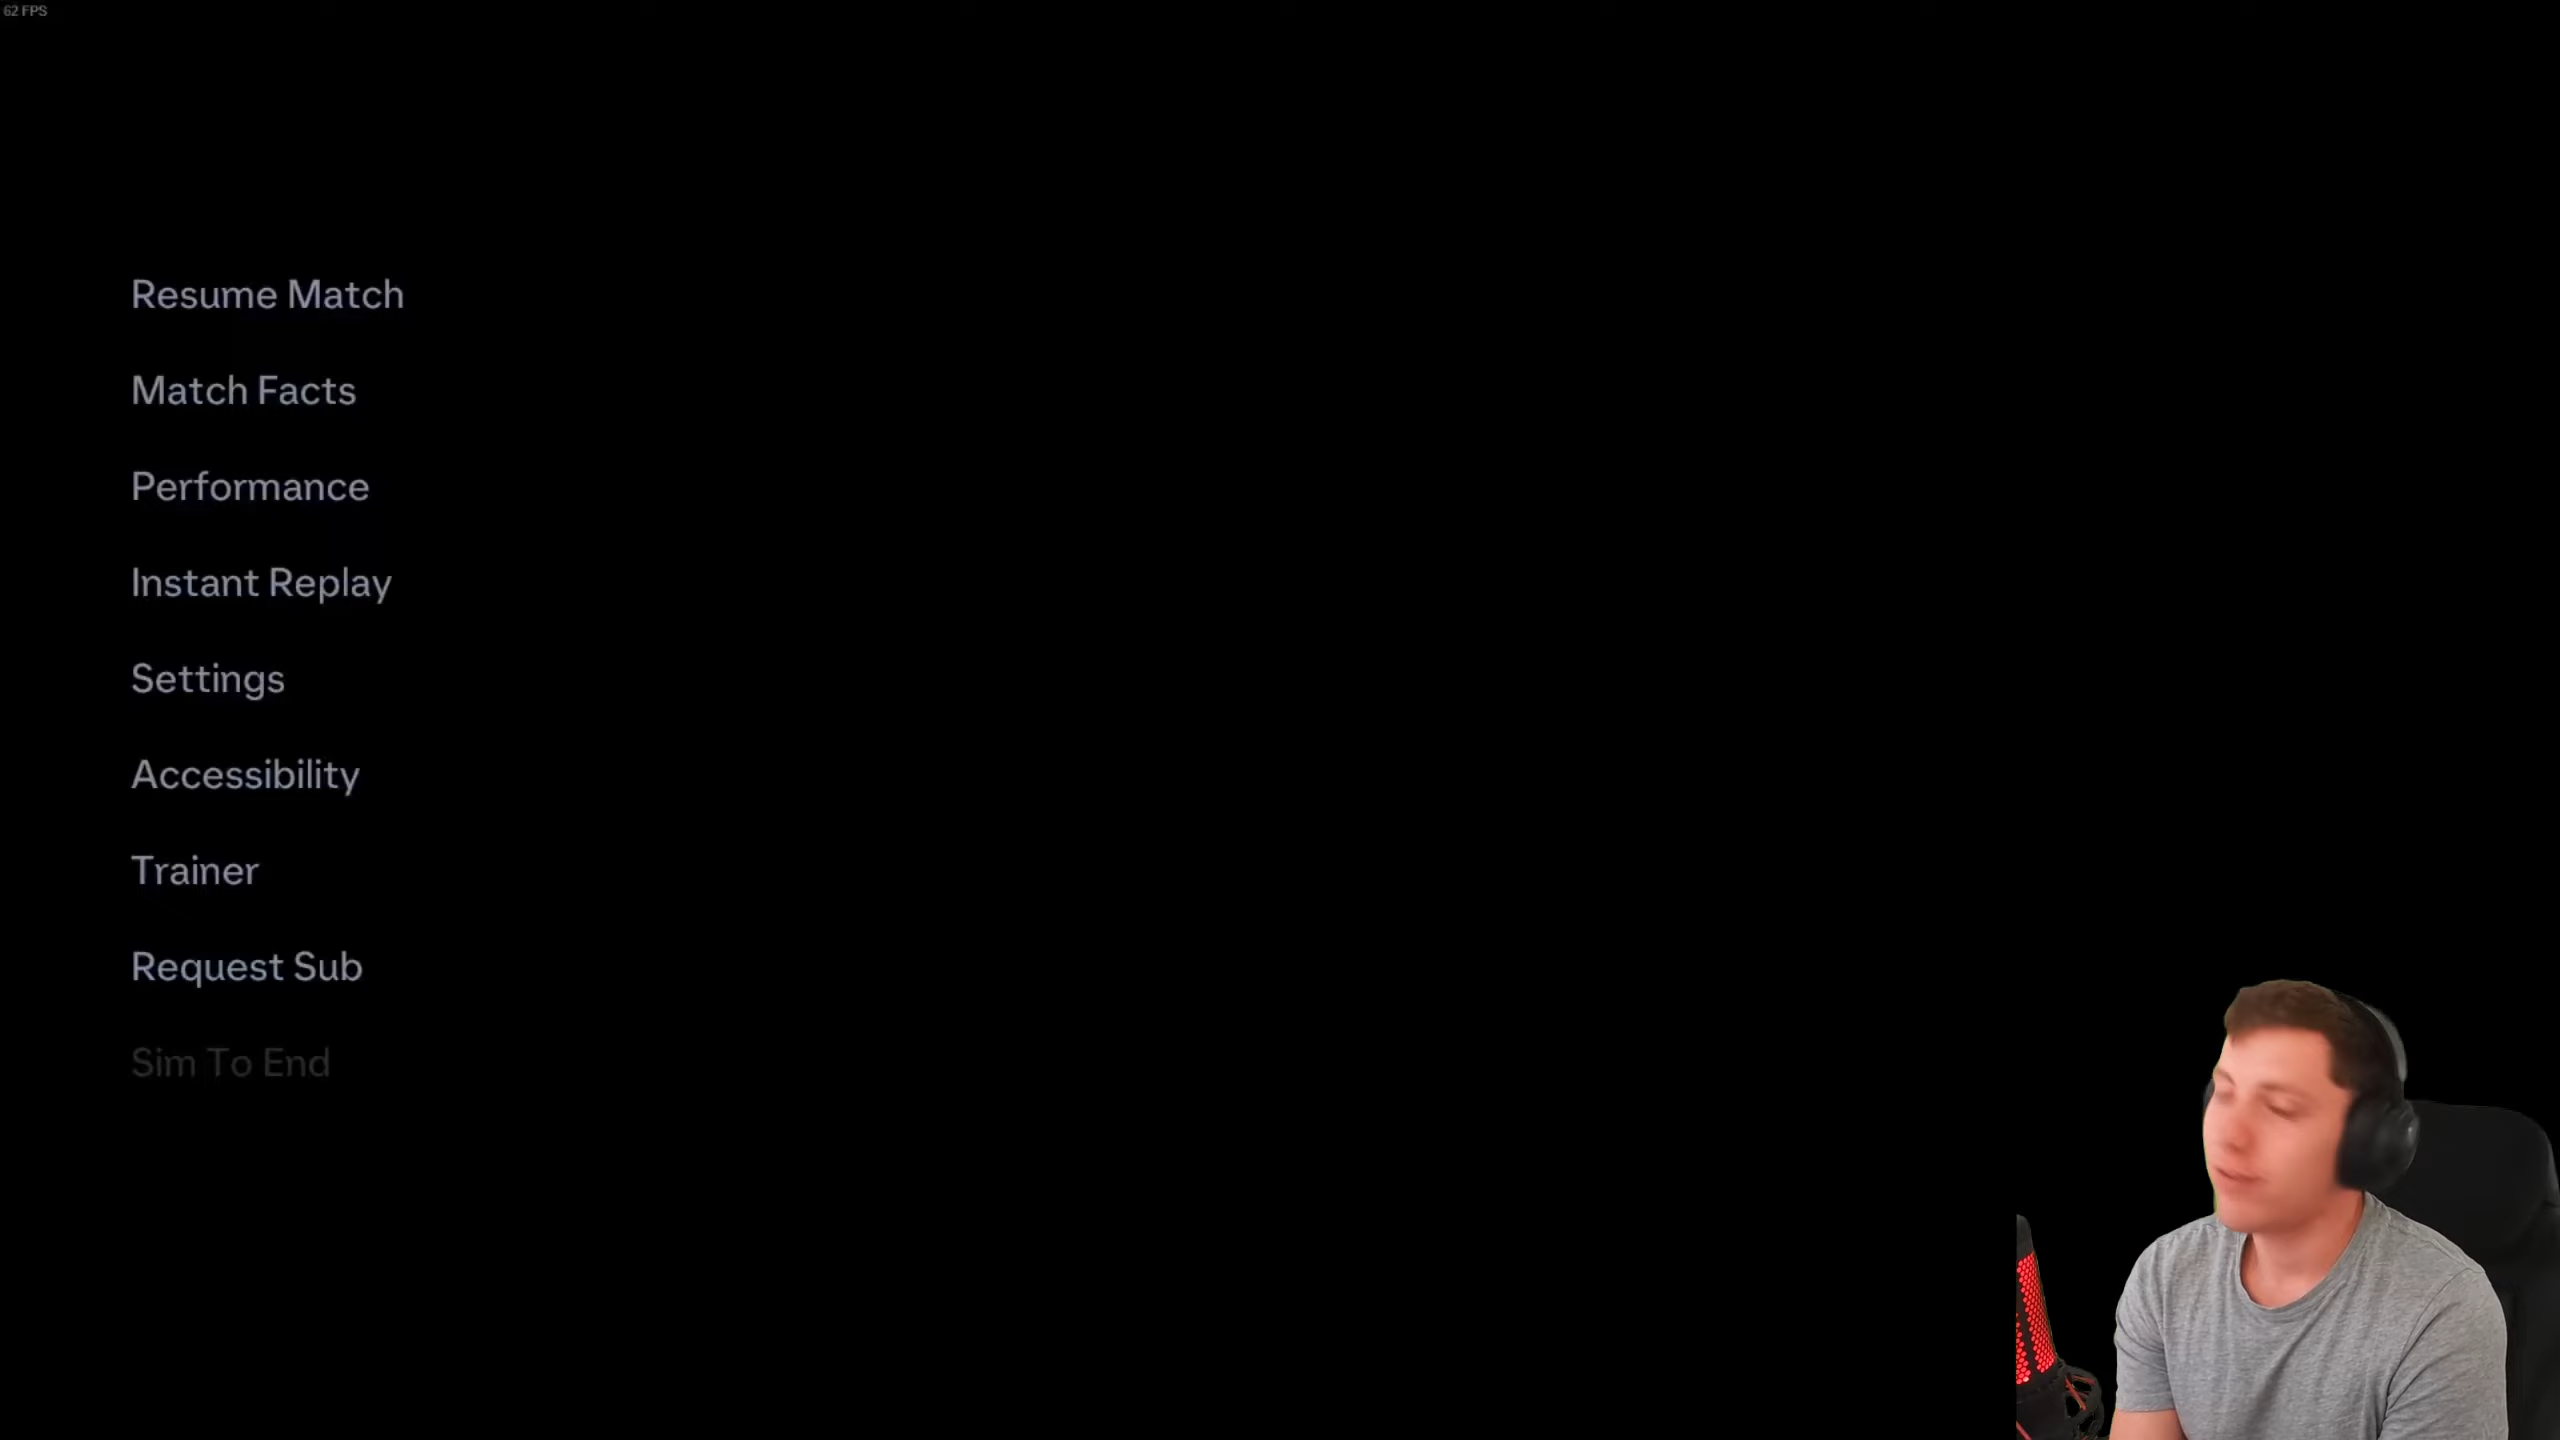 62 FPS
Resume Match
Match Facts
Performance
Instant Replay
Settings
Accessibility
Trainer
Request Sub
Sim To End